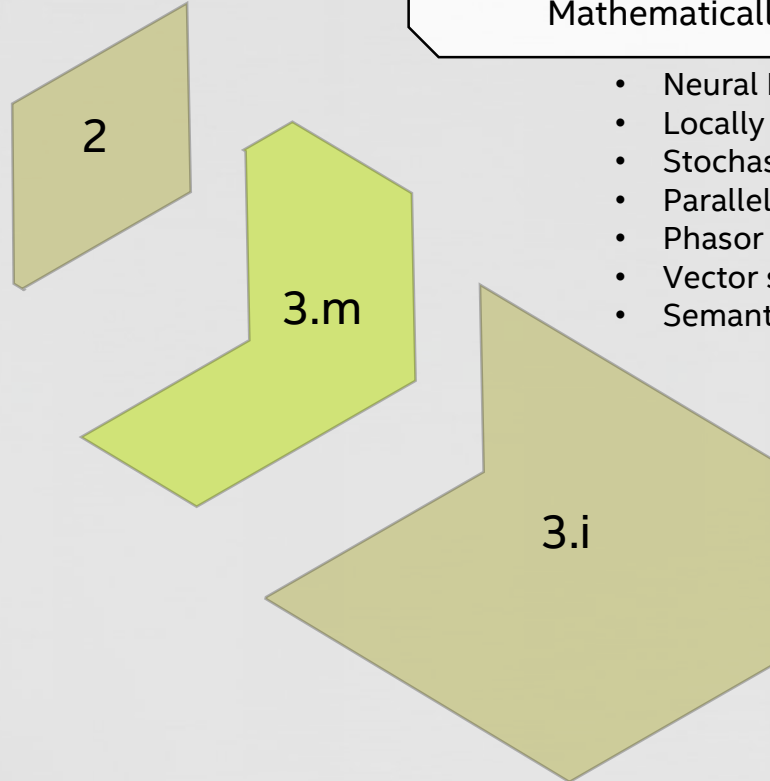 Mathematicall
• Neural
• Locally
• Stochas
• Parallel
• Phasor
• Vector s
• Semant
2
3.m
3.i